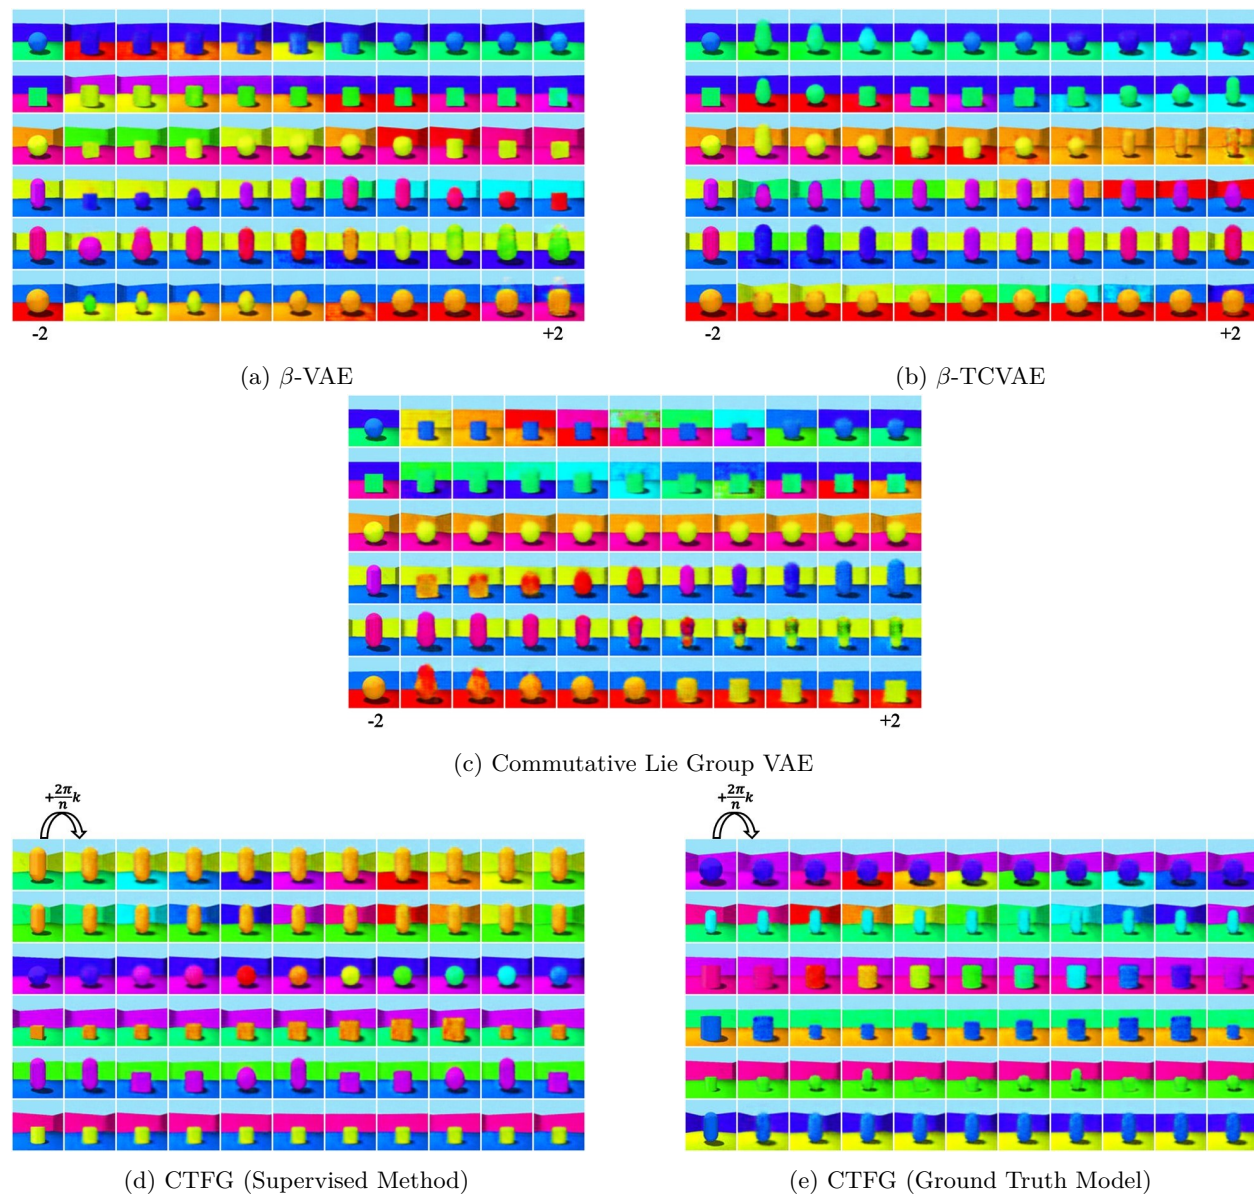 -2 +2 -2 +2
(a) β-VAE (b) β-TCVAE
-2 +2
(c) Commutative Lie Group VAE
+2π/n k +2π/n k
(d) CTFG (Supervised Method) (e) CTFG (Ground Truth Model)